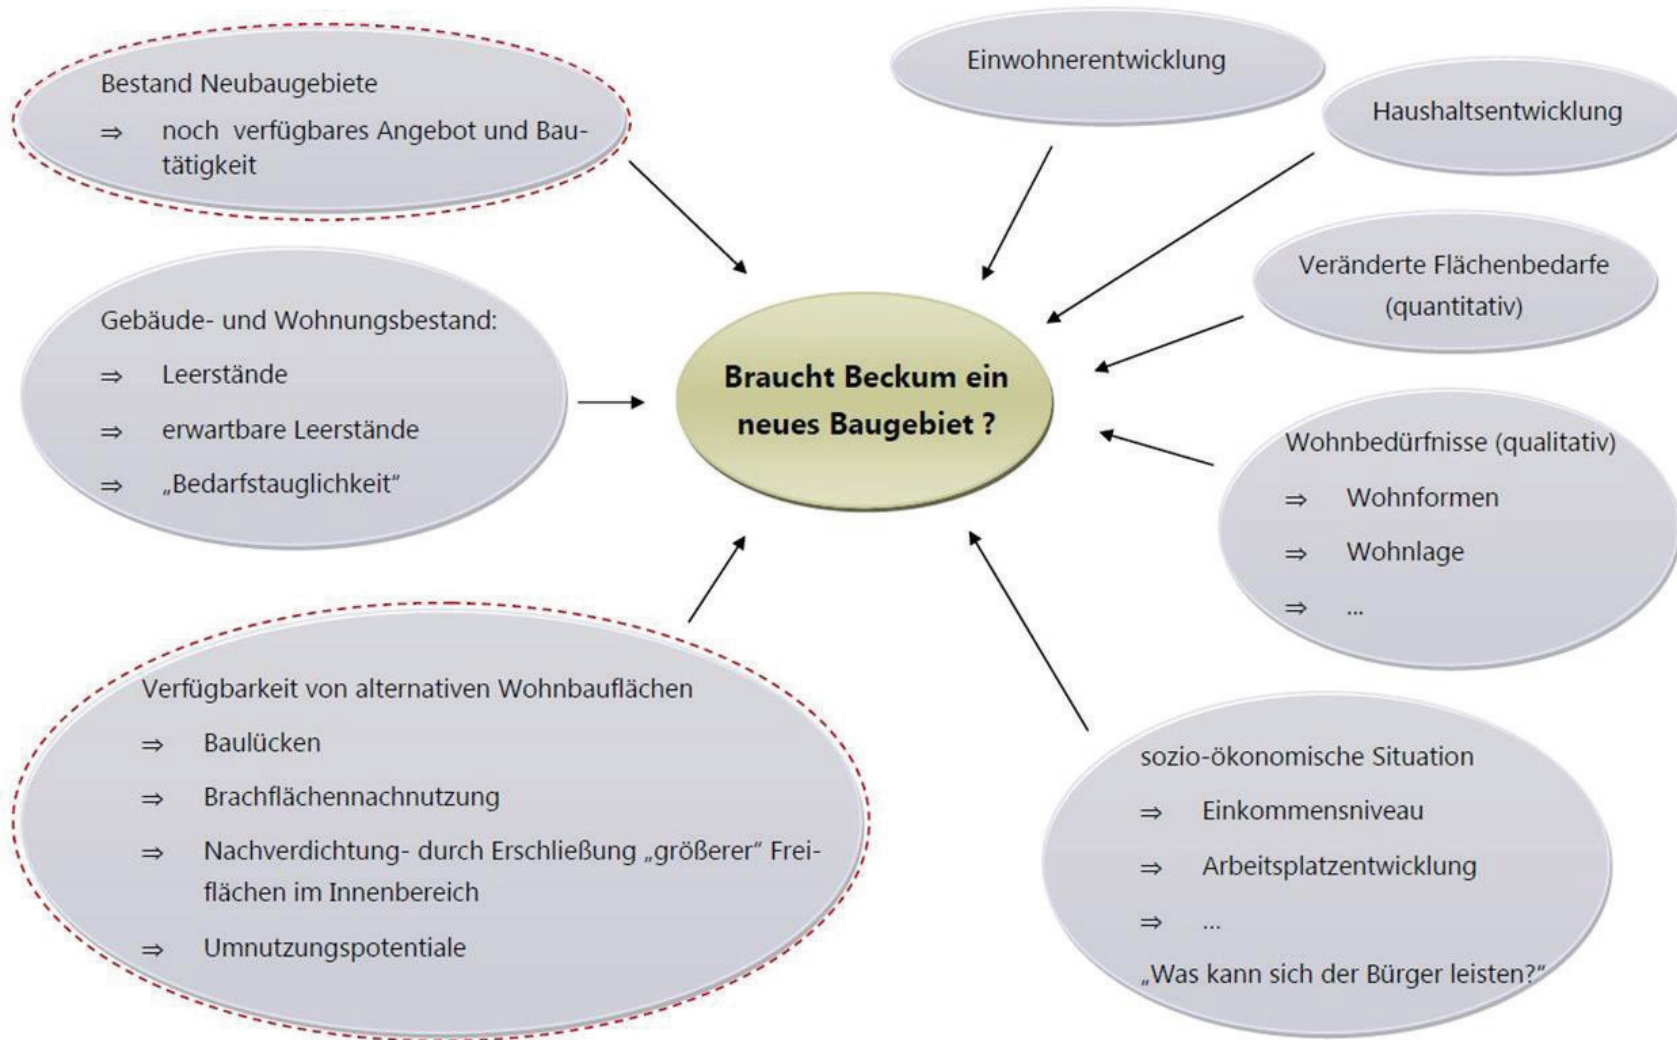 Bestand Neubaugebiete
⇒ noch verfügbares Angebot und Bau-
tätigkeit
Gebäude- und Wohnungsbestand:
⇒ Leerstände
⇒ erwartbare Leerstände
⇒ „Bedarfstauglichkeit“
Verfügbarkeit von alternativen Wohnbauflächen
⇒ Baulücken
⇒ Brachflächennachnutzung
⇒ Nachverdichtung- durch Erschließung „größerer“ Frei-
flächen im Innenbereich
⇒ Umnutzungspotentiale
Braucht Beckum ein
neues Baugebiet ?
Einwohnerentwicklung
Haushaltsentwicklung
Veränderte Flächenbedarfe
(quantitativ)
Wohnbedürfnisse (qualitativ)
⇒ Wohnformen
⇒ Wohnlage
⇒ ...
sozio-ökonomische Situation
⇒ Einkommensniveau
⇒ Arbeitsplatzentwicklung
⇒ ...
„Was kann sich der Bürger leisten?“